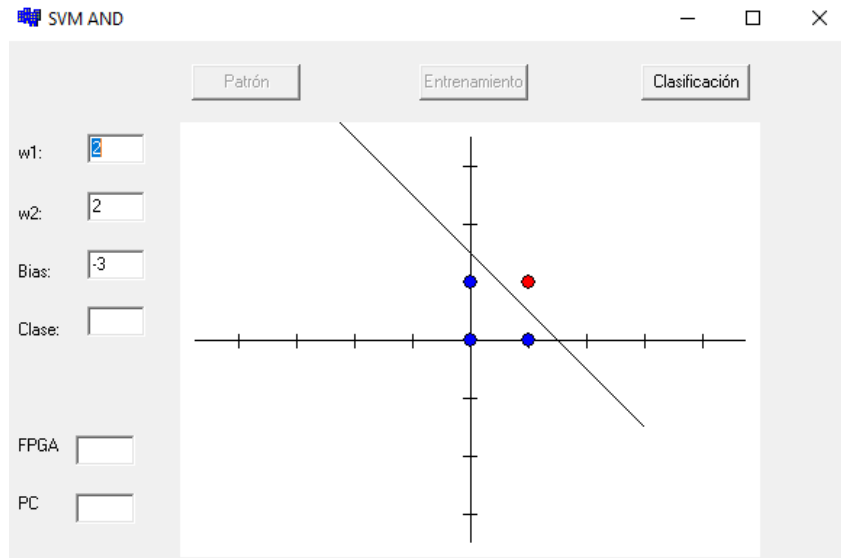 SVM AND
Patrón Entrenamiento Clasificación
w1: 2
w2: 2
Bias: -3
Clase:
FPGA
PC